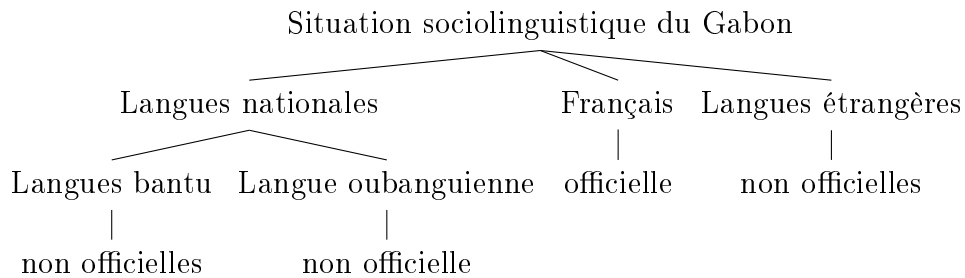 Situation sociolinguistique du Gabon
Langues nationales Français Langues étrangères
Langues bantu Langue oubanguienne officielle non officielles
non officielles non officielle